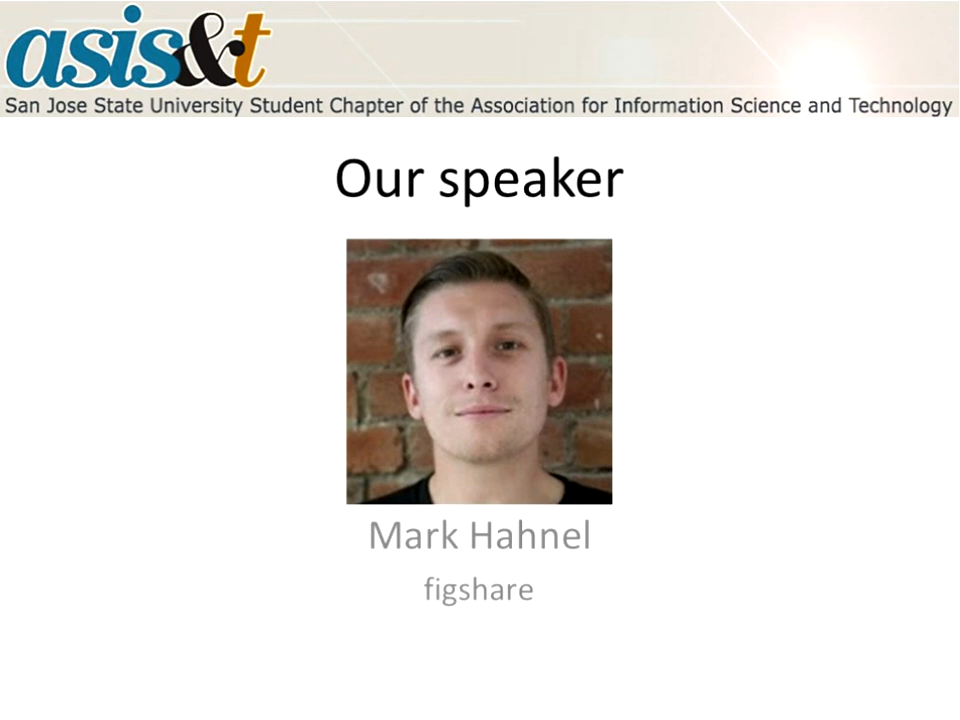 asis&t
San Jose State University Student Chapter of the Association for Information Science and Technology
Our speaker
Mark Hahnel
figshare